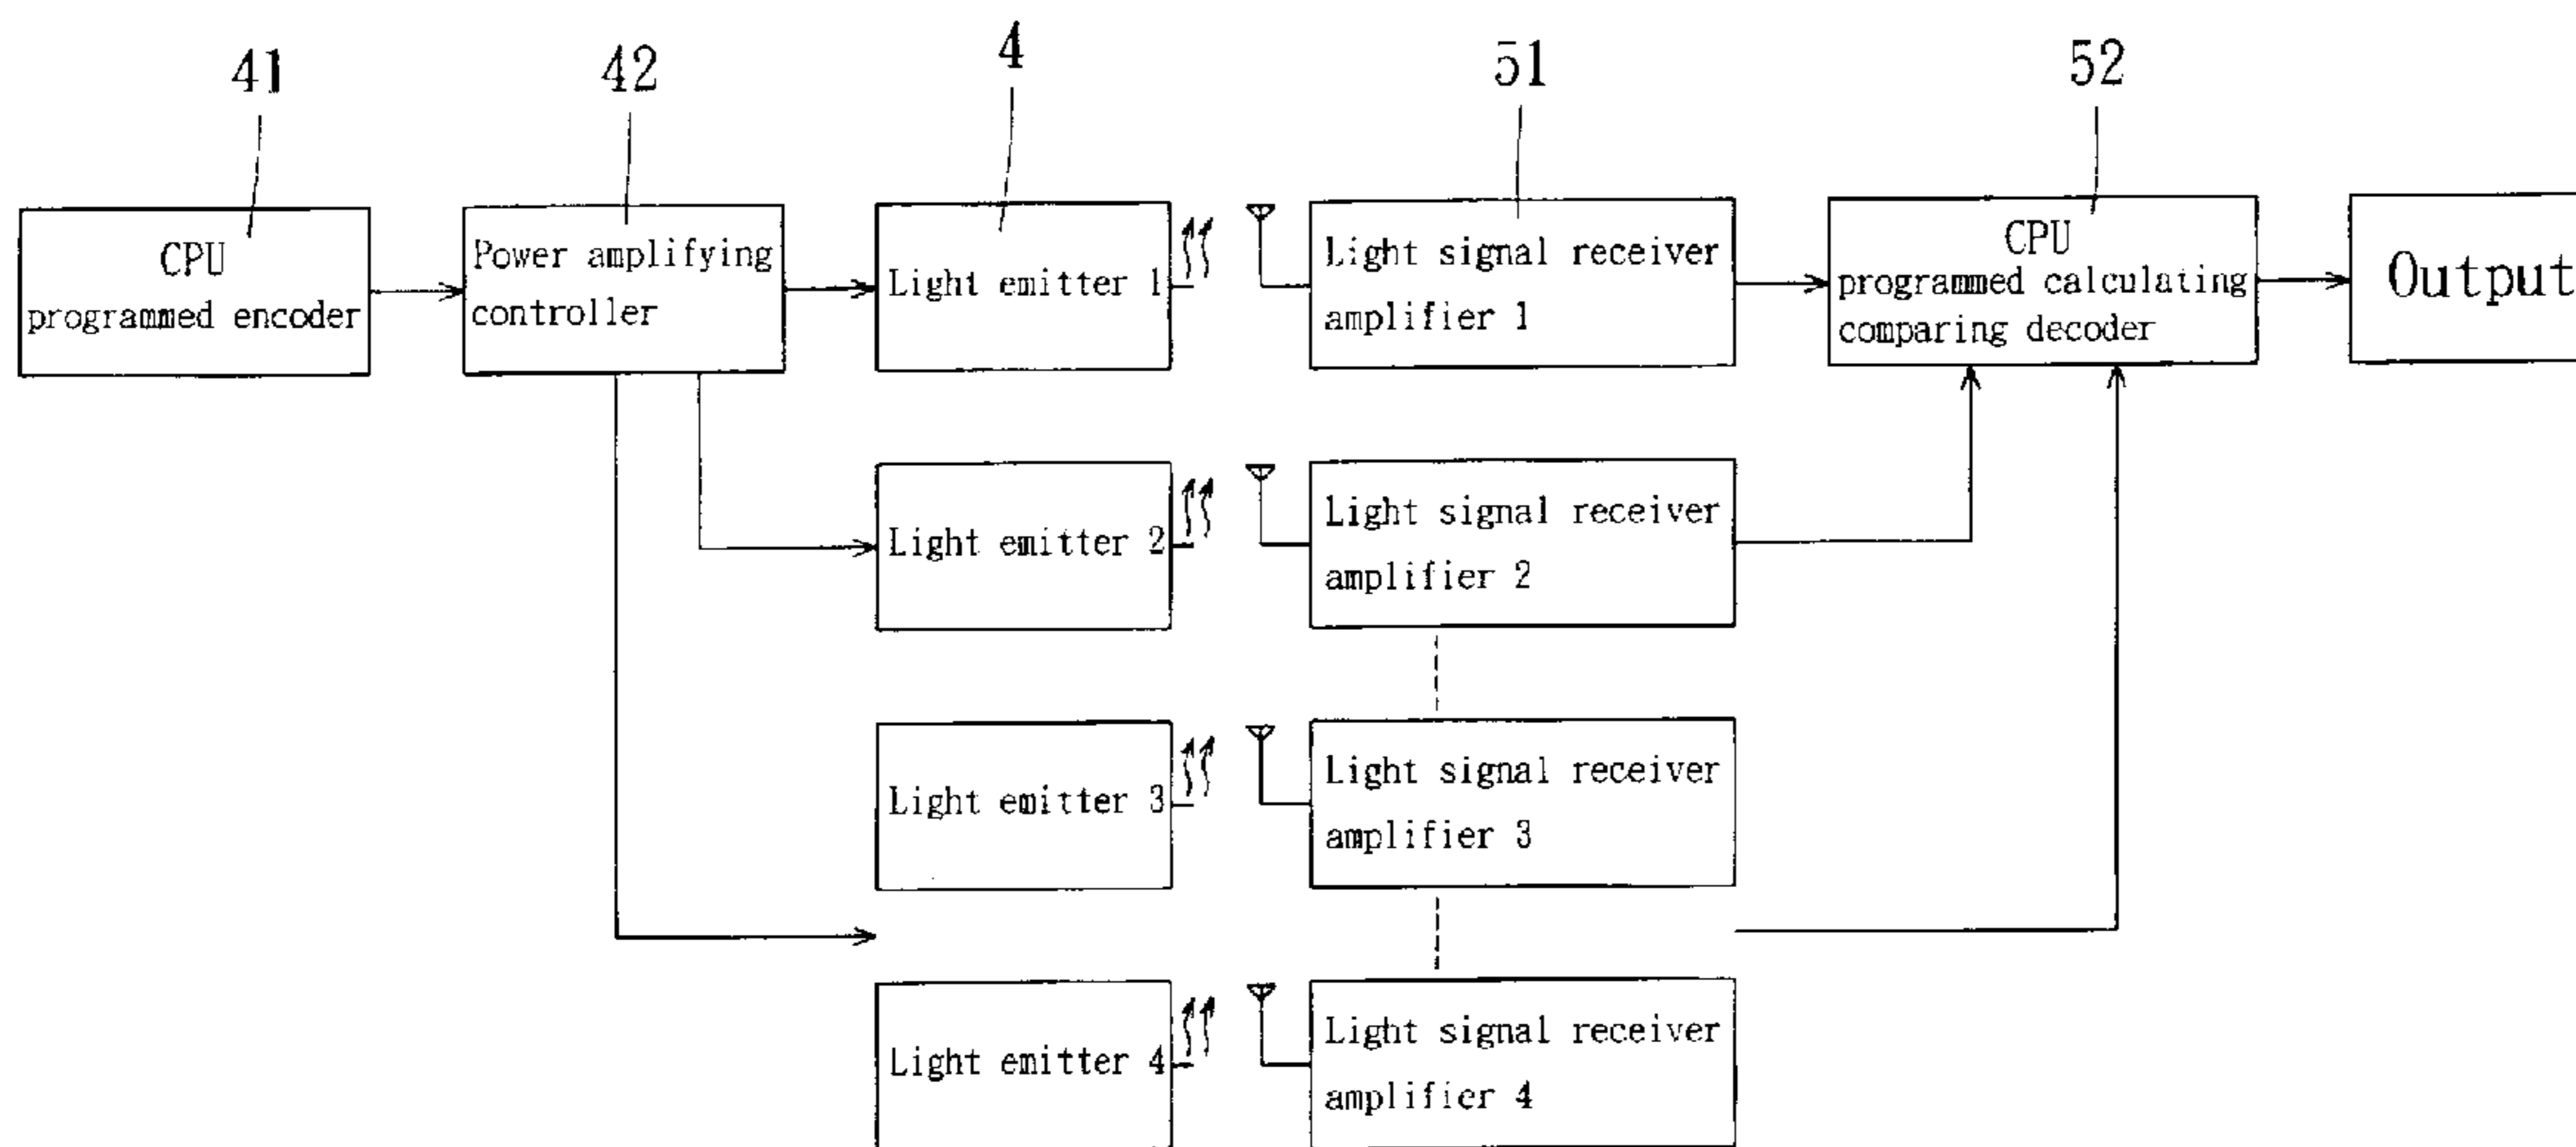 41
42
4
51
52
CPU
programmed encoder
Power amplifying
controller
Light emitter 1
Light signal receiver
amplifier 1
CPU
programmed calculating
comparing decoder
Output
Light emitter 2
Light signal receiver
amplifier 2
Light emitter 3
Light signal receiver
amplifier 3
Light emitter 4
Light signal receiver
amplifier 4